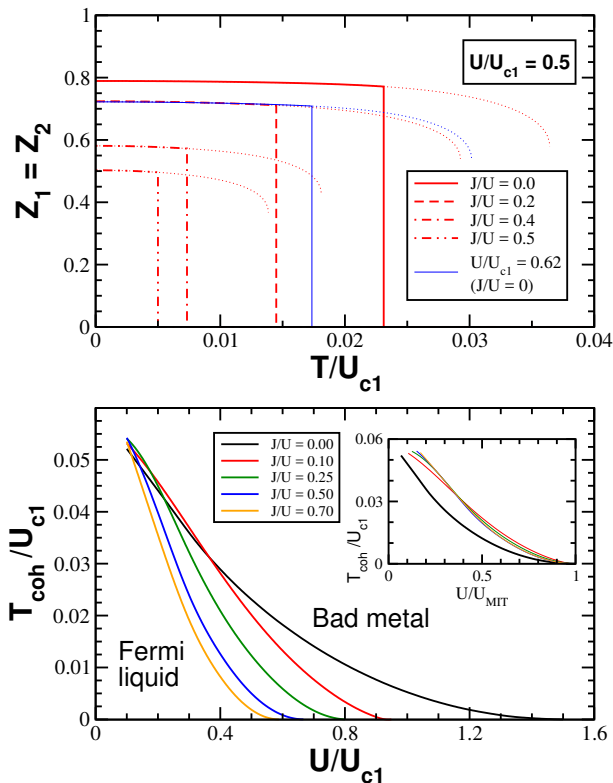 1
0.8
0.6
0.4
0.2
0
Z1 = Z2
U/Uc1 = 0.5
J/U = 0.0
J/U = 0.2
J/U = 0.4
J/U = 0.5
U/Uc1 = 0.62
(J/U = 0)
0 0.01 0.02 0.03 0.04
T/Uc1
0.05
0.04
0.03
0.02
0.01
0
Tcoh/Uc1
J/U = 0.00
J/U = 0.10
J/U = 0.25
J/U = 0.50
J/U = 0.70
0.06
0.03
0
Tcoh/Uc1
0 0.5 1
U/UMIT
Bad metal
Fermi
liquid
0 0.4 0.8 1.2 1.6
U/Uc1